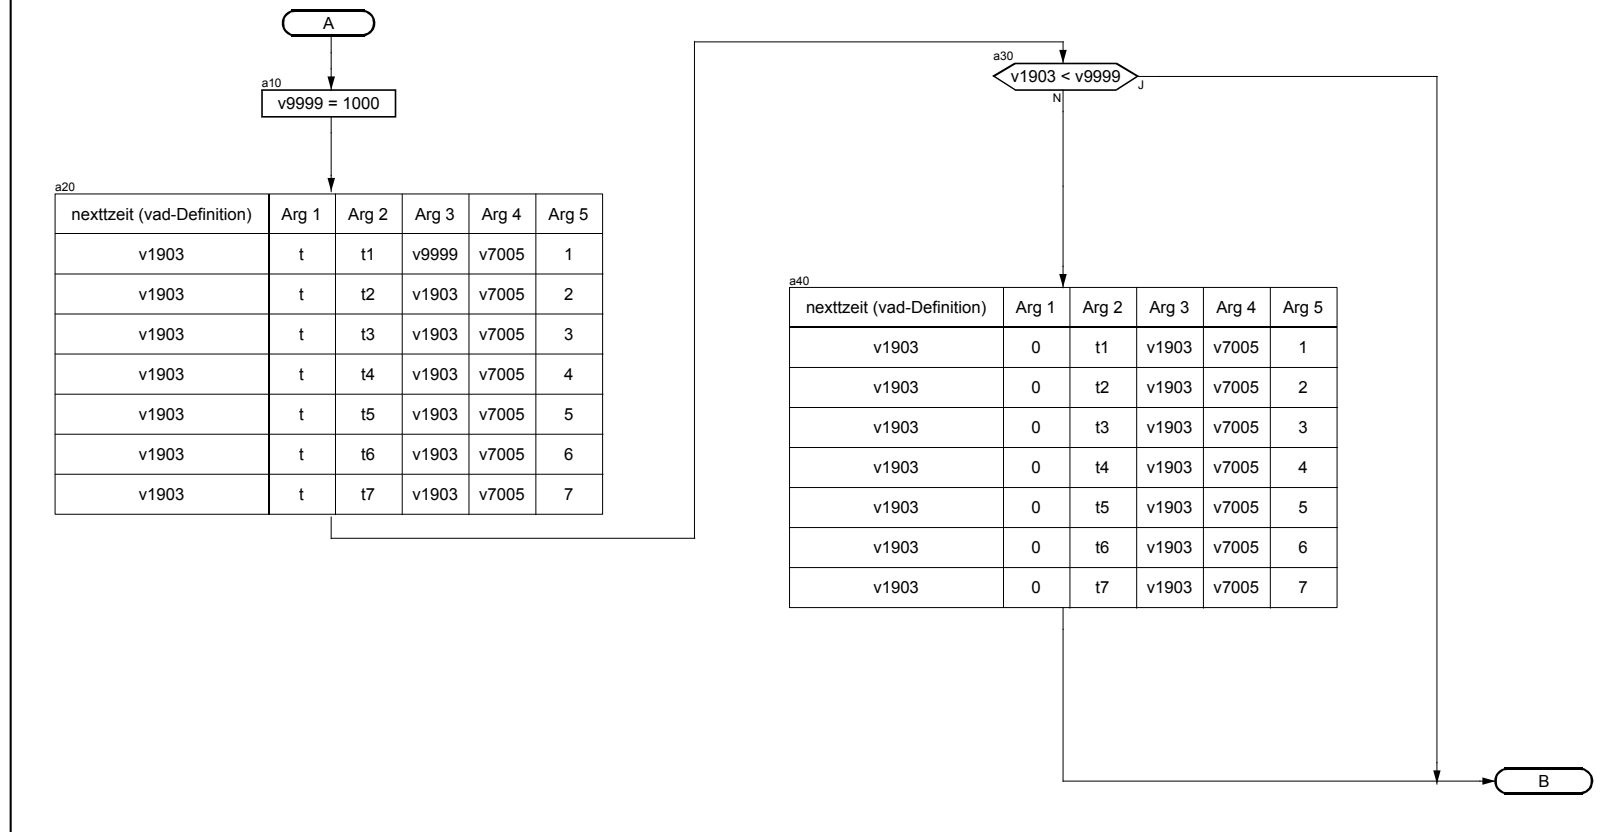 A
a10
v9999 = 1000
a20
nexttzeit (vad-Definition) Arg 1 Arg 2 Arg 3 Arg 4 Arg 5
v1903 t t1 v9999 v7005 1
v1903 t t2 v1903 v7005 2
v1903 t t3 v1903 v7005 3
v1903 t t4 v1903 v7005 4
v1903 t t5 v1903 v7005 5
v1903 t t6 v1903 v7005 6
v1903 t t7 v1903 v7005 7
a30
v1903 < v9999
J
N
a40
nexttzeit (vad-Definition) Arg 1 Arg 2 Arg 3 Arg 4 Arg 5
v1903 0 t1 v1903 v7005 1
v1903 0 t2 v1903 v7005 2
v1903 0 t3 v1903 v7005 3
v1903 0 t4 v1903 v7005 4
v1903 0 t5 v1903 v7005 5
v1903 0 t6 v1903 v7005 6
v1903 0 t7 v1903 v7005 7
B